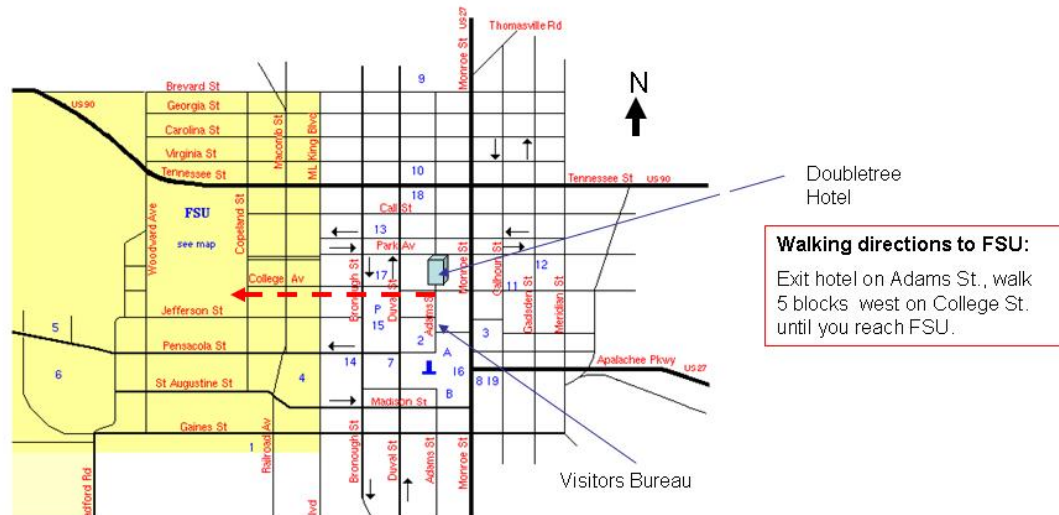 US27
Thomasville Rd
Monroe St
9
N
Brevard St
US90
Georgia St
Macomb St
ML King Blvd
Carolina St
Virginia St
10
Tennessee St
Tennessee St US90
Doubletree
Hotel
18
Call St
FSU
see map
Woodward Ave
Copeland St
13
Park Av
Walking directions to FSU:
Exit hotel on Adams St., walk
5 blocks west on College St.
until you reach FSU.
12
College Av
17
11
Bronough St
Duval St
Adams St
Monroe St
Calhoun St
Gadsden St
Meridian St
Jefferson St
P
15
5
2
3
Pensacola St
A
14
7
16
Apalachee Pkwy
US27
6
St Augustine St
4
8 19
B
Madison St
Gaines St
1
Railroad Av
Bronough St
Duval St
Adams St
Monroe St
Visitors Bureau
adford Rd
lvd